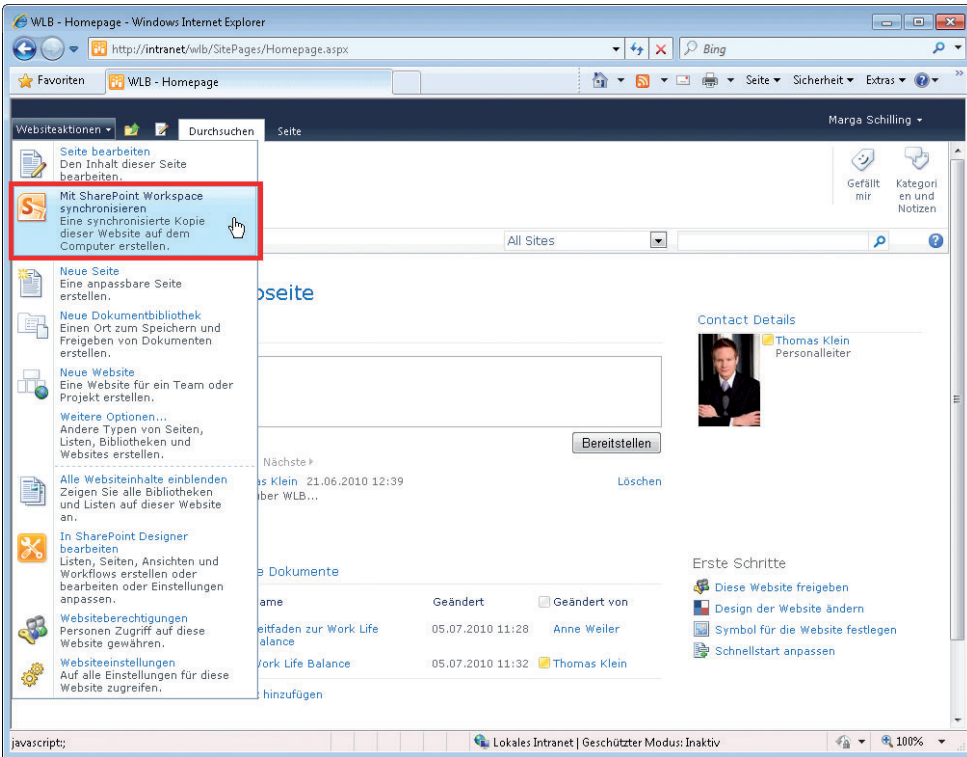 WLB - Homepage - Windows Internet Explorer
http://intranet/wlb/SitePages/Homepage.aspx
Bing
Favoriten
WLB - Homepage
Seite
Sicherheit
Extras
Marga Schilling
Websiteaktionen
Durchsuchen
Seite
Seite bearbeiten
Den Inhalt dieser Seite
bearbeiten.
Mit SharePoint Workspace
synchronisieren
Eine synchronisierte Kopie
dieser Website auf dem
Computer erstellen.
Neue Seite
Eine anpassbare Seite
erstellen.
Neue Dokumentbibliothek
Einen Ort zum Speichern und
Freigeben von Dokumenten
erstellen.
Neue Website
Eine Website für ein Team oder
Projekt erstellen.
Weitere Optionen...
Andere Typen von Seiten,
Listen, Bibliotheken und
Websites erstellen.
Alle Websiteinhalte einblenden
Zeigen Sie alle Bibliotheken
und Listen auf dieser Website
an.
In SharePoint Designer
bearbeiten
Listen, Seiten, Ansichten und
Workflows erstellen oder
bearbeiten oder Einstellungen
anpassen.
Websiteberechtigungen
Personen Zugriff auf diese
Website gewähren.
Websiteeinstellungen
Auf alle Einstellungen für diese
Website zugreifen.
Gefällt
mir
Kategori
en und
Notizen
All Sites
bseite
Bereitstellen
Nächste
as Klein 21.06.2010 12:39
Löschen
über WLB...
e Dokumente
ame
Geändert
Geändert von
eitfaden zur Work Life
alance
05.07.2010 11:28
Anne Weiler
Work Life Balance
05.07.2010 11:32
Thomas Klein
hinzufügen
Contact Details
Thomas Klein
Personalleiter
Erste Schritte
Diese Website freigeben
Design der Website ändern
Symbol für die Website festlegen
Schnellstart anpassen
javascript:;
Lokales Intranet | Geschützter Modus: Inaktiv
100%